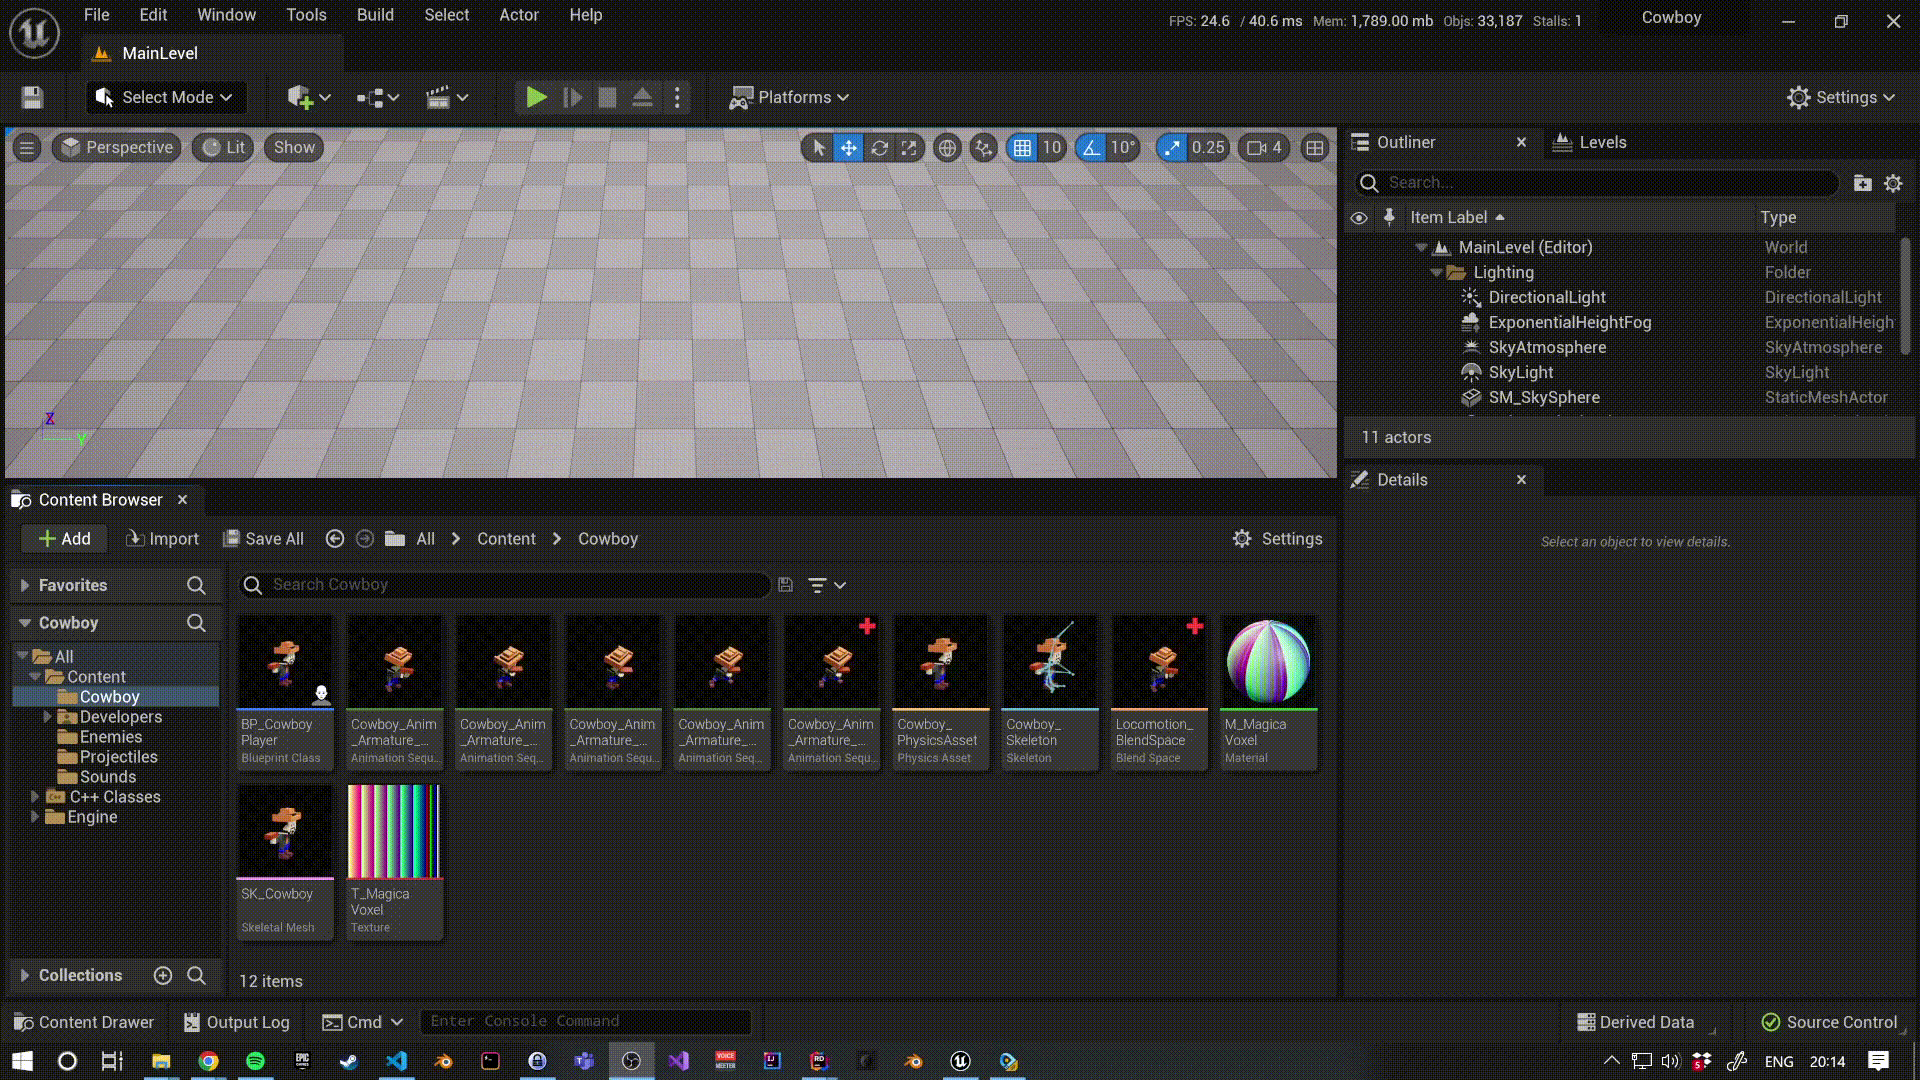 File Edit Window Tools Build Select Actor Help
FPS: 24.6 / 40.6 ms Mem: 1,789.00 mb Objs: 33,187 Stalls: 1
Cowboy
MainLevel
Select Mode
Platforms
Settings
Perspective Lit Show
10 10° 0.25 4
Z
Y
Outliner
Levels
Search...
Item Label Type
MainLevel (Editor) World
Lighting Folder
DirectionalLight DirectionalLight
ExponentialHeightFog ExponentialHeigh
SkyAtmosphere SkyAtmosphere
SkyLight SkyLight
SM_SkySphere StaticMeshActor
11 actors
Details
Select an object to view details.
Content Browser
Add Import Save All All > Content > Cowboy
Settings
Favorites
Cowboy
All
Content
Cowboy
Developers
Enemies
Projectiles
Sounds
C++ Classes
Engine
Collections
Search Cowboy
BP_Cowboy
Player
Blueprint Class
Cowboy_Anim
_Armature_...
Animation Sequ...
Cowboy_Anim
_Armature_...
Animation Seq...
Cowboy_Anim
_Armature_...
Animation Sequ...
Cowboy_Anim
_Armature_...
Animation Seq...
Cowboy_Anim
_Armature_...
Animation Sequ...
Cowboy_
PhysicsAsset
Physics Asset
Cowboy_
Skeleton
Skeleton
Locomotion_
BlendSpace
Blend Space
M_Magica
Voxel
Material
SK_Cowboy
Skeletal Mesh
T_Magica
Voxel
Texture
12 items
Content Drawer Output Log Cmd Enter Console Command
Derived Data Source Control
EPIC
GAMES
VOICE
MEETER
IJ
RD
5
ENG 20:14